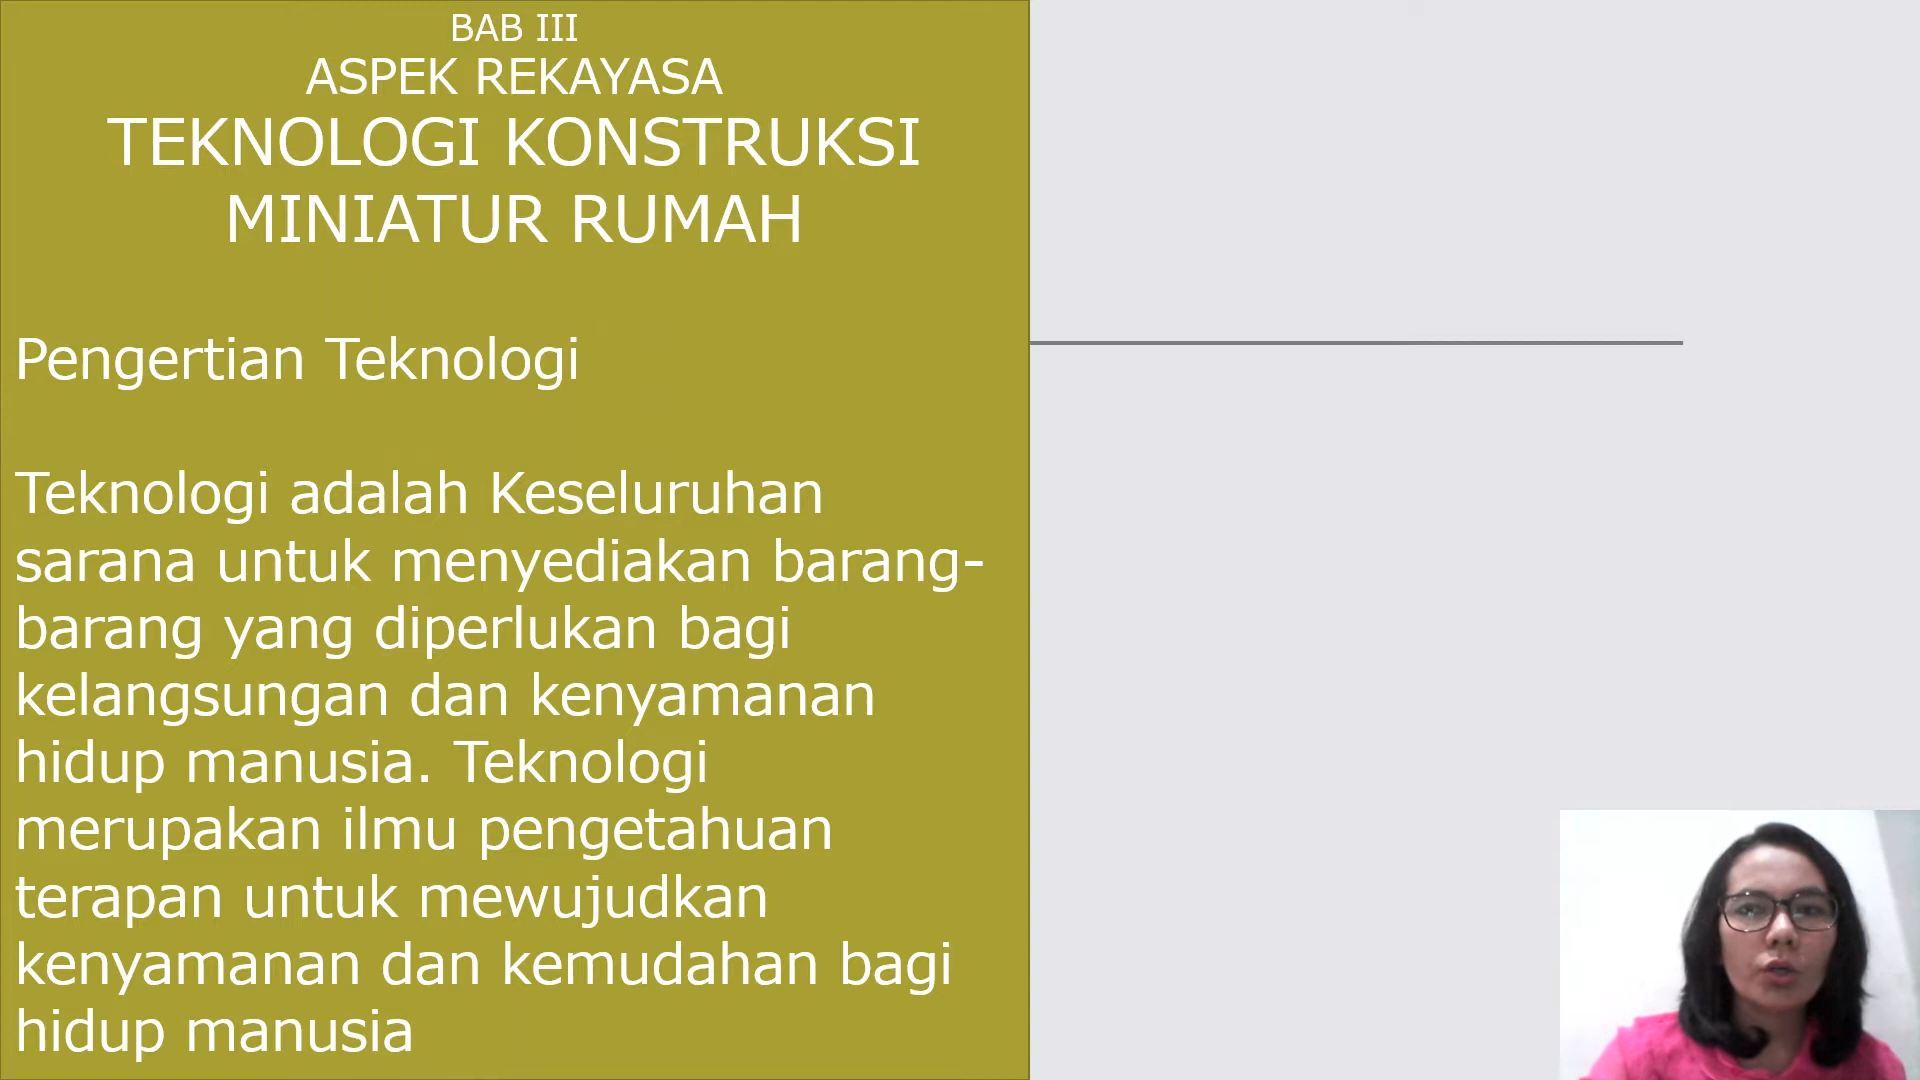 BAB III
ASPEK REKAYASA
TEKNOLOGI KONSTRUKSI
MINIATUR RUMAH
Pengertian Teknologi
Teknologi adalah Keseluruhan
sarana untuk menyediakan barang-
barang yang diperlukan bagi
kelangsungan dan kenyamanan
hidup manusia. Teknologi
merupakan ilmu pengetahuan
terapan untuk mewujudkan
kenyamanan dan kemudahan bagi
hidup manusia